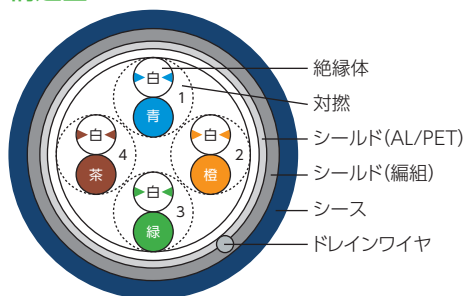 白
1
青
白
4
茶
白
2
橙
白
3
緑
絶縁体
対撚
シールド(AL/PET)
シールド(編組)
シース
ドレインワイヤ